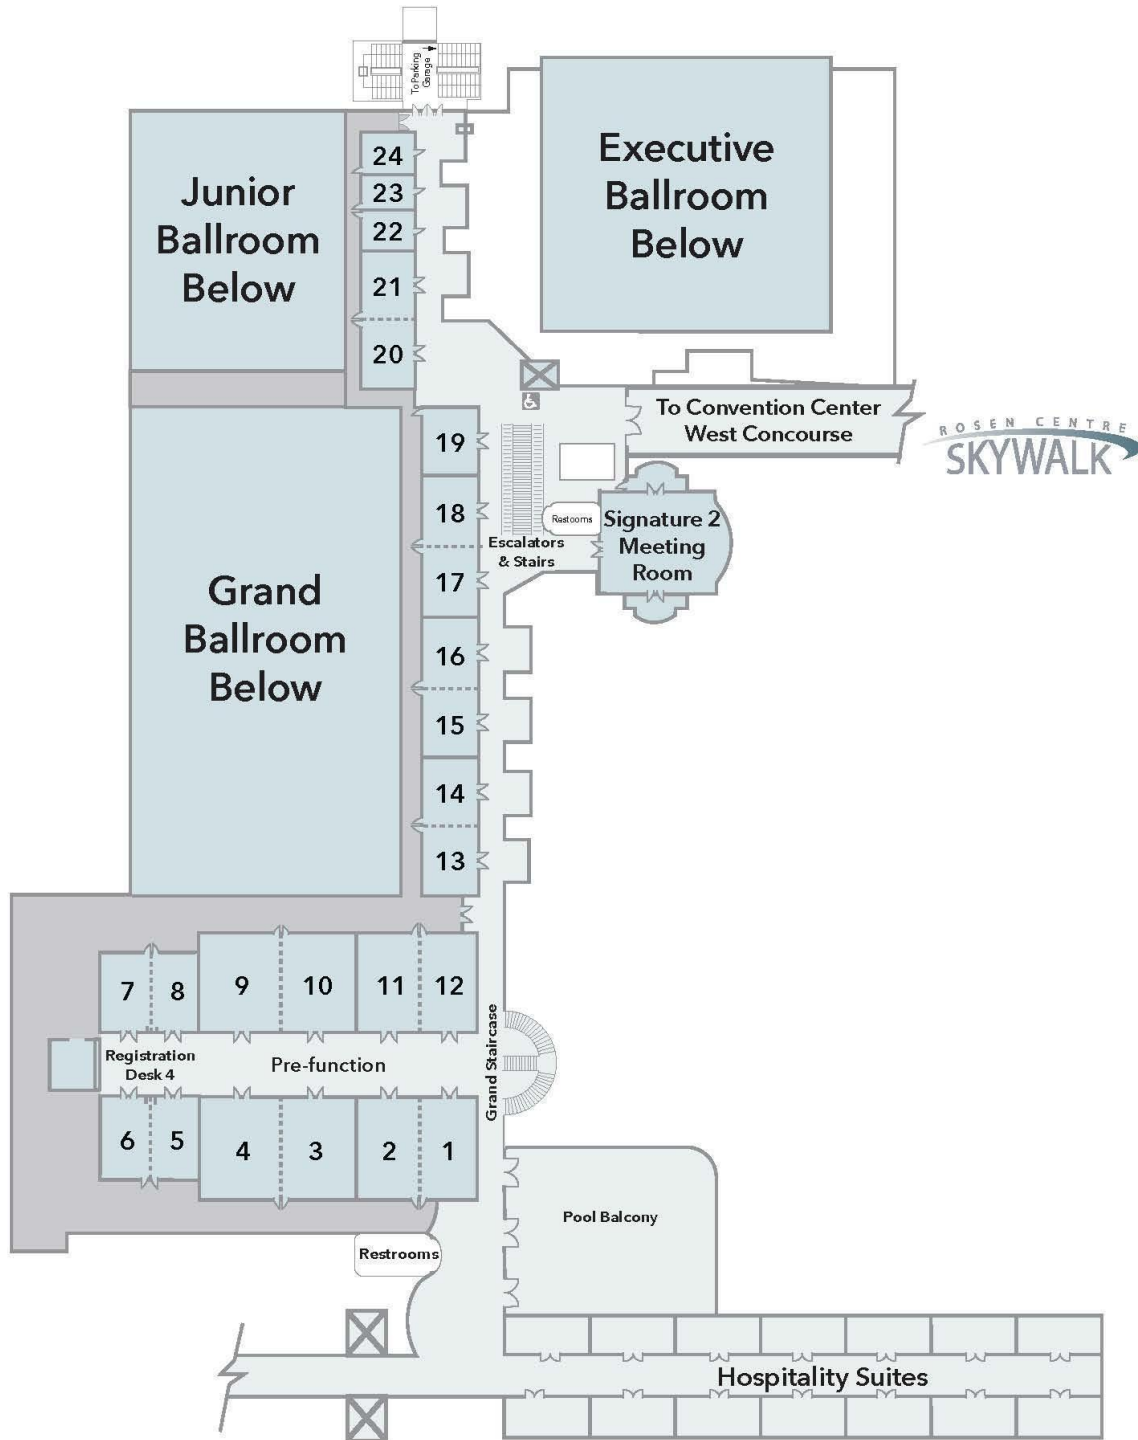 To Parking
Garage
Executive
Ballroom
Below
Junior
Ballroom
Below
24
23
22
21
20
To Convention Center
West Concourse
ROSEN CENTRE
SKYWALK
19
18
17
Escalators
& Stairs
Restooms
Signature 2
Meeting
Room
Grand
Ballroom
Below
16
15
14
13
7
8
9
10
11
12
Registration
Desk 4
Pre-function
Grand Staircase
6
5
4
3
2
1
Pool Balcony
Restrooms
Hospitality Suites